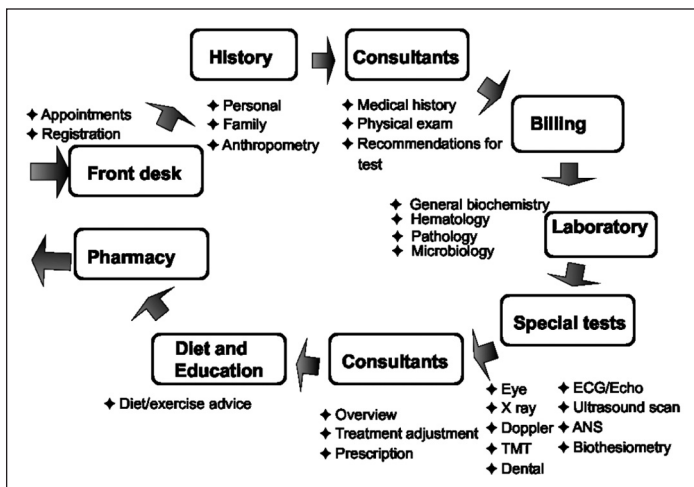 History
✦ Personal
✦ Family
✦ Anthropometry
Consultants
✦ Medical history
✦ Physical exam
✦ Recommendations for
test
Billing
✦ Appointments
✦ Registration
Front desk
✦ General biochemistry
✦ Hematology
✦ Pathology
✦ Microbiology
Laboratory
Special tests
✦ Eye
✦ X ray
✦ Doppler
✦ TMT
✦ Dental
✦ ECG/Echo
✦ Ultrasound scan
✦ ANS
✦ Biothesiometry
Consultants
✦ Overview
✦ Treatment adjustment
✦ Prescription
Diet and
Education
✦ Diet/exercise advice
Pharmacy